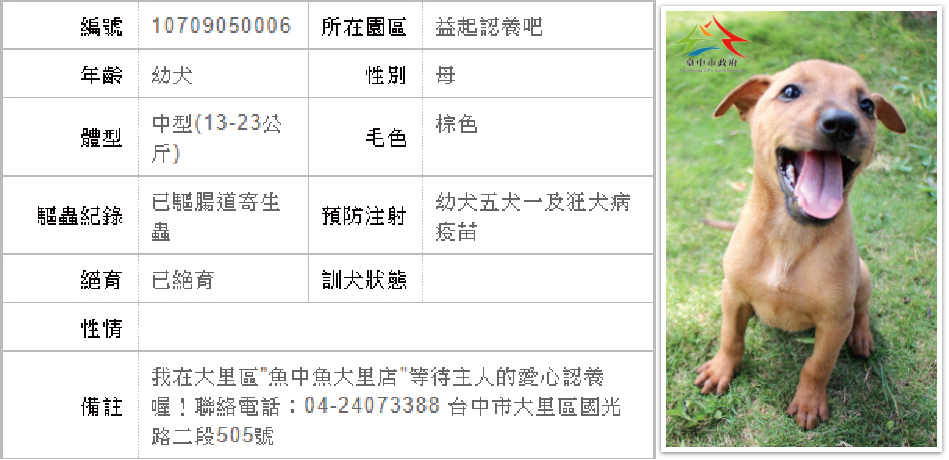 編號 10709050006 所在園區 益起認養吧
年齡 幼犬 性別 母
體型 中型(13-23公
斤) 毛色 棕色
驅蟲紀錄 已驅腸道寄生
蟲 預防注射 幼犬五犬一及狂犬病
疫苗
絕育 已絕育 訓犬狀態
性情
備註 我在大里區"魚中魚大里店"等待主人的愛心認養
喔！聯絡電話：04-24073388 台中市大里區國光
路二段505號
臺中市政府